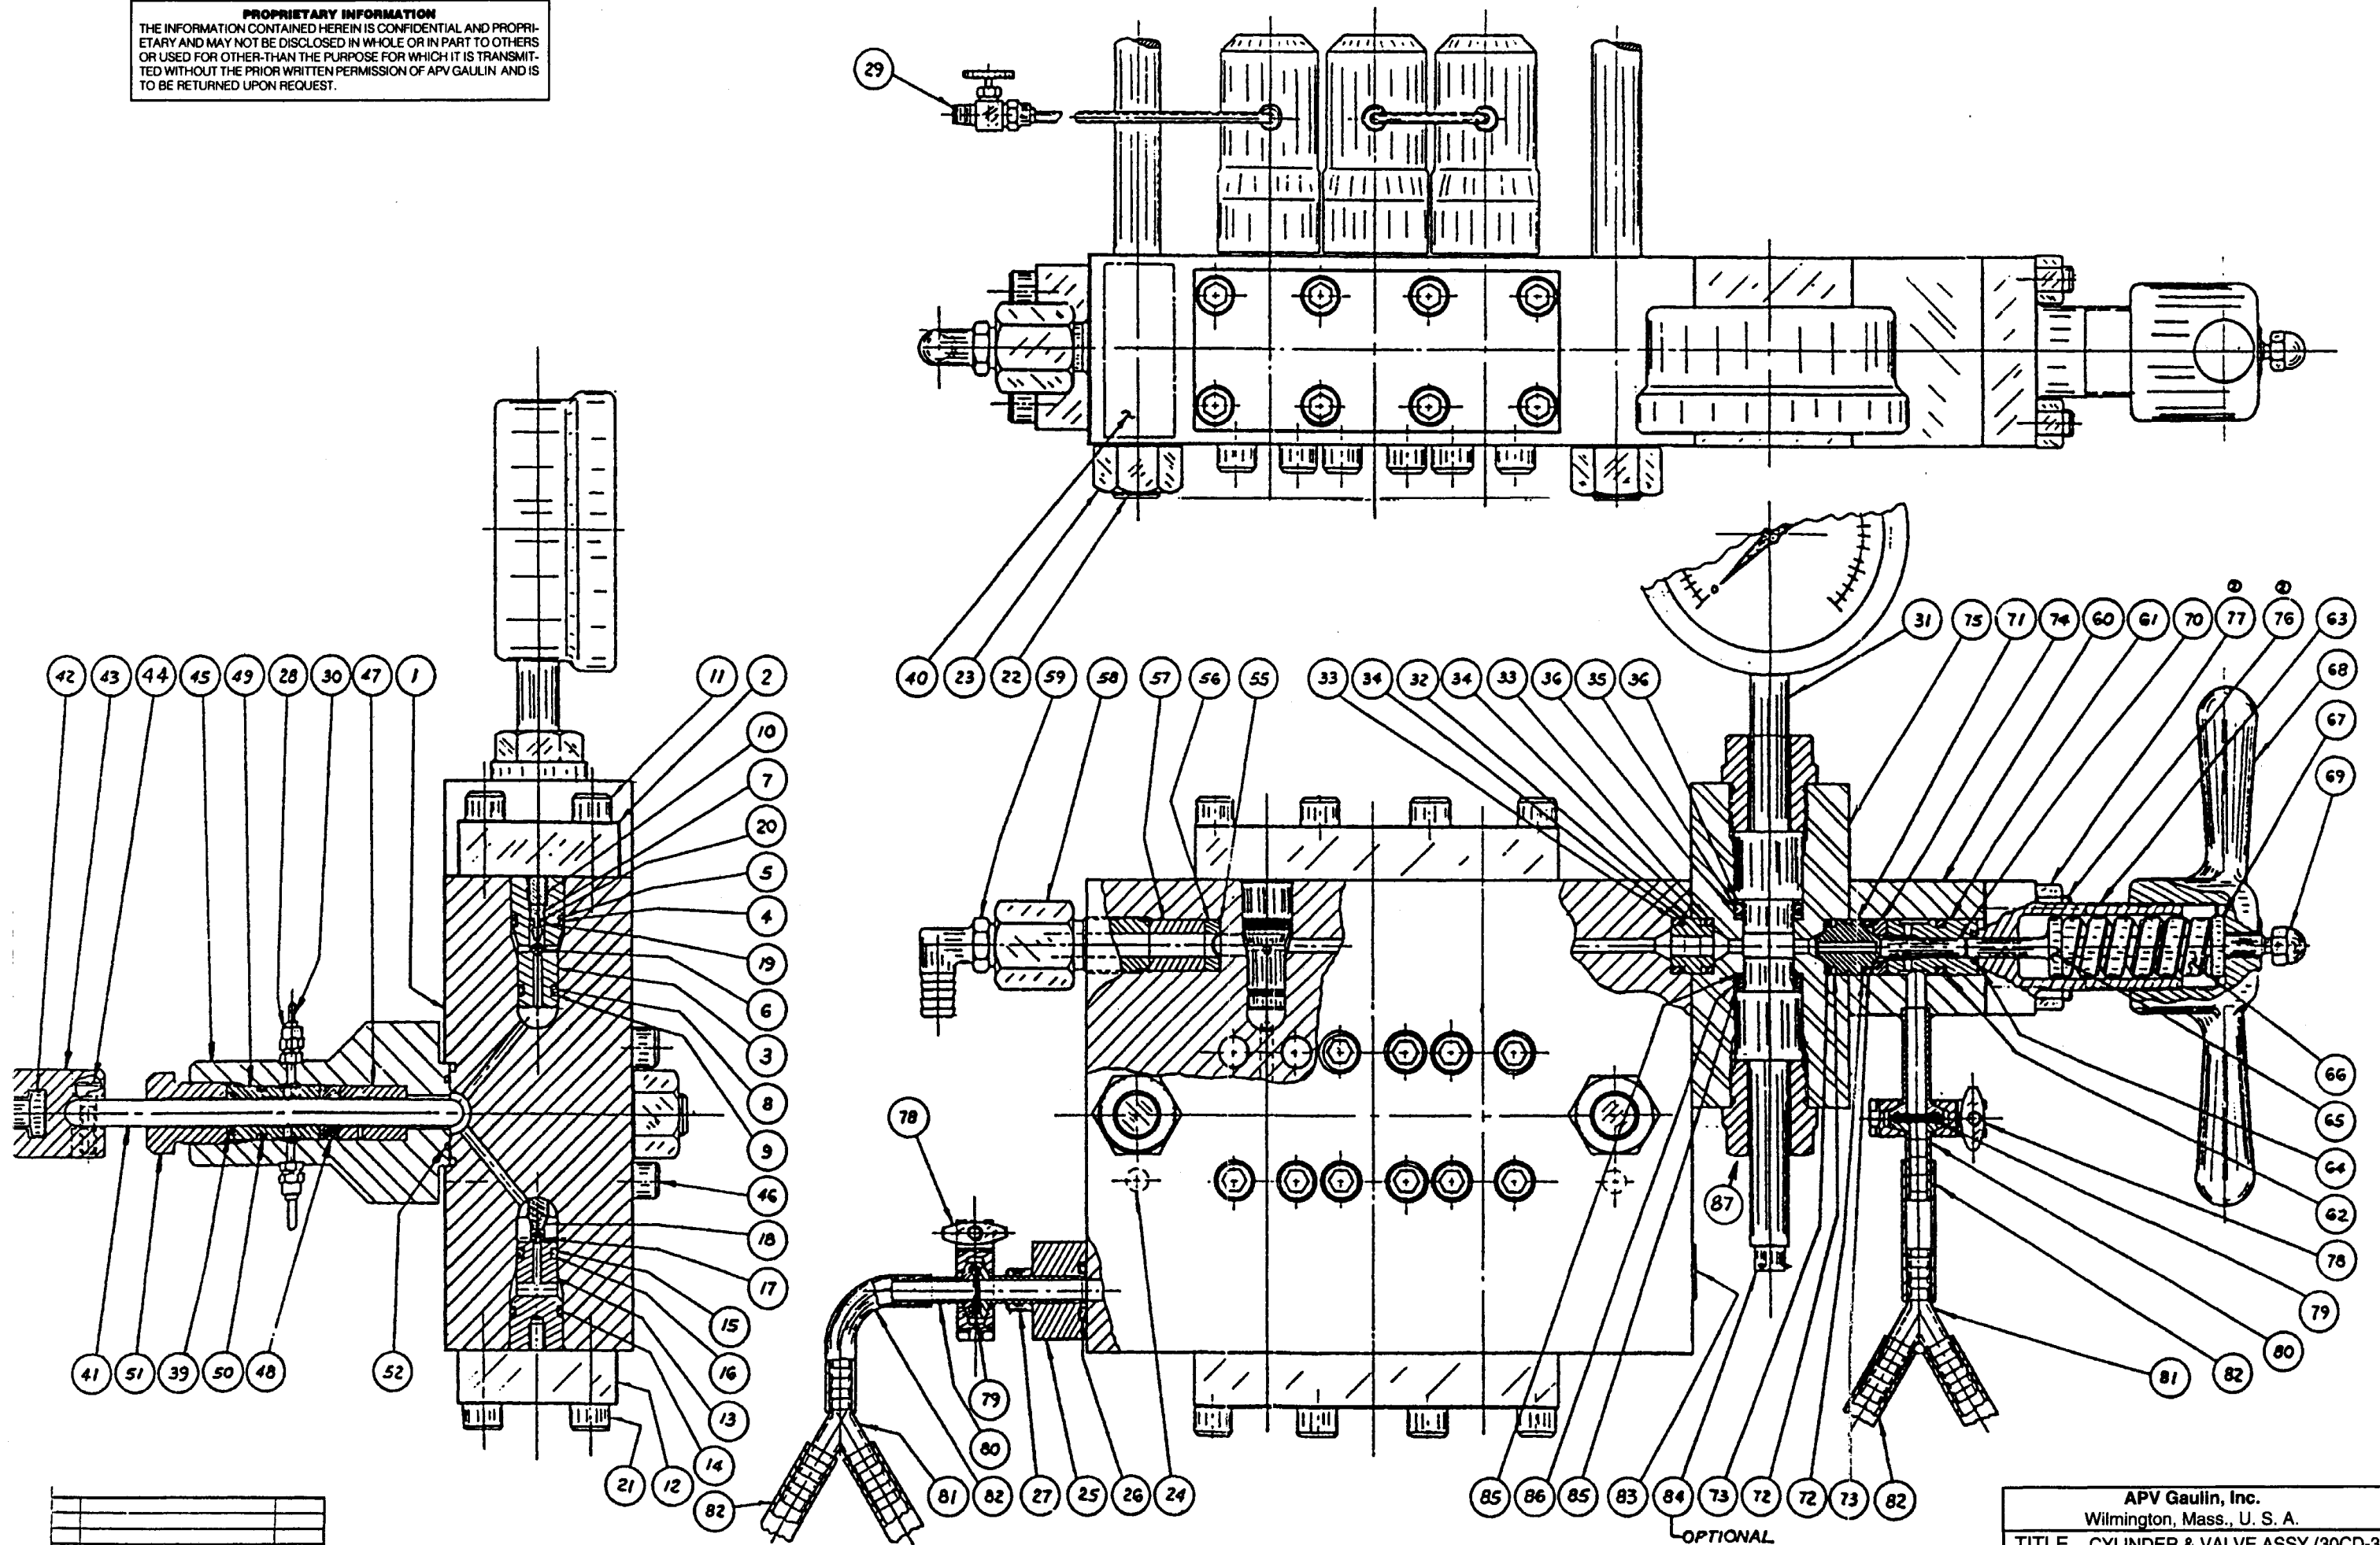 PROPRIETARY INFORMATION
THE INFORMATION CONTAINED HEREIN IS CONFIDENTIAL AND PROPRI-
ETARY AND MAY NOT BE DISCLOSED IN WHOLE OR IN PART TO OTHERS
OR USED FOR OTHER-THAN THE PURPOSE FOR WHICH IT IS TRANSMIT-
TED WITHOUT THE PRIOR WRITTEN PERMISSION OF APV GAULIN AND IS
TO BE RETURNED UPON REQUEST.
29
40 23 22 59 58 57 56 55
33 34 32 34 33 36 35 36
31 75 71 74 60 61 70 77 76 63
2 2
68
67
69
0
42 43 44 45 49 28 30 47 1
11 2
10
7
20
5
4
19
6
3
8
9
46
18
17
15
16
13
14
12
21
41 51 39 50 48 52
78
79
80
82 81 82 27 25 26 24
87
66
65
64
62
78
79
80
82
81
85 86 85 83 84 73 72 72 73 82
OPTIONAL
APV Gaulin, Inc.
Wilmington, Mass., U. S. A.
TITLE CYLINDER & VALVE ASSY (30CD-